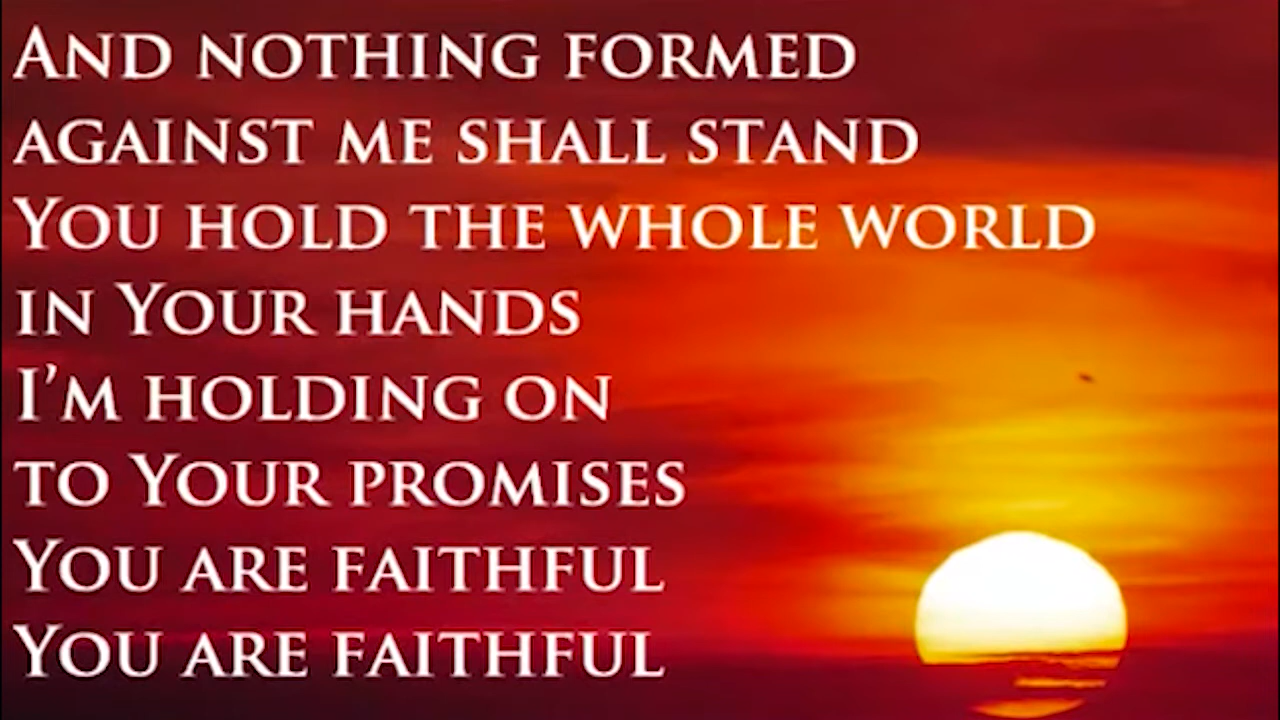 And nothing formed
against me shall stand
You hold the whole world
in Your hands
I’m holding on
to Your promises
You are faithful
You are faithful